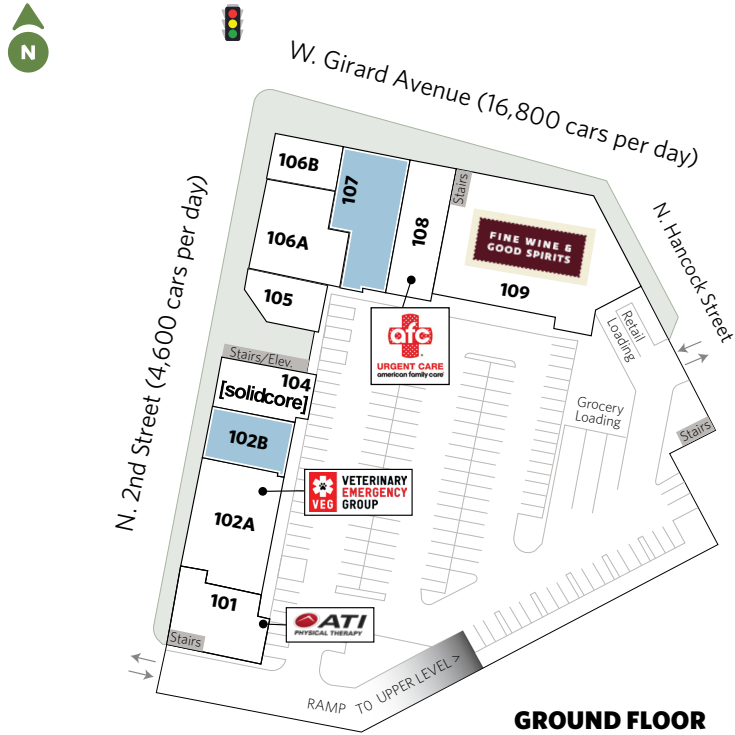 N
W. Girard Avenue (16,800 cars per day)
N. 2nd Street (4,600 cars per day)
N. Hancock Street
106B
107
108
Stairs
106A
FINE WINE &
GOOD SPIRITS
109
105
Retail
Loading
afc
URGENT CARE
american family care
Stairs/Elev.
104
[solidcore]
Grocery
Loading
Stairs
102B
VEG
VETERINARY
EMERGENCY
GROUP
102A
101
ATI
PHYSICAL THERAPY
Stairs
RAMP TO UPPER LEVEL >
GROUND FLOOR